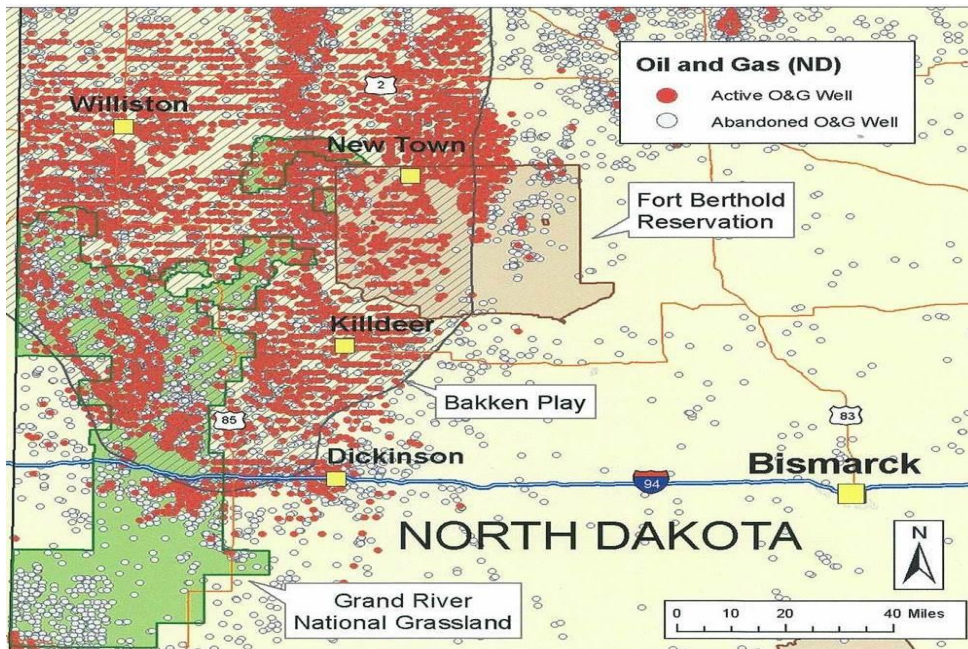 Oil and Gas (ND)
Active O&G Well
Abandoned O&G Well
2
Williston
New Town
Fort Berthold
Reservation
Killdeer
Bakken Play
85
83
Dickinson
94
Bismarck
NORTH DAKOTA
N
Grand River
National Grassland
0 10 20 40 Miles